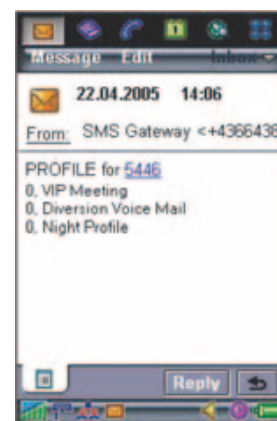 Message Edit Inbox
22.04.2005 14:06
From: SMS Gateway <+4366438
PROFILE for 5446
0, VIP Meeting
0, Diversion Voice Mail
0, Night Profile
Reply